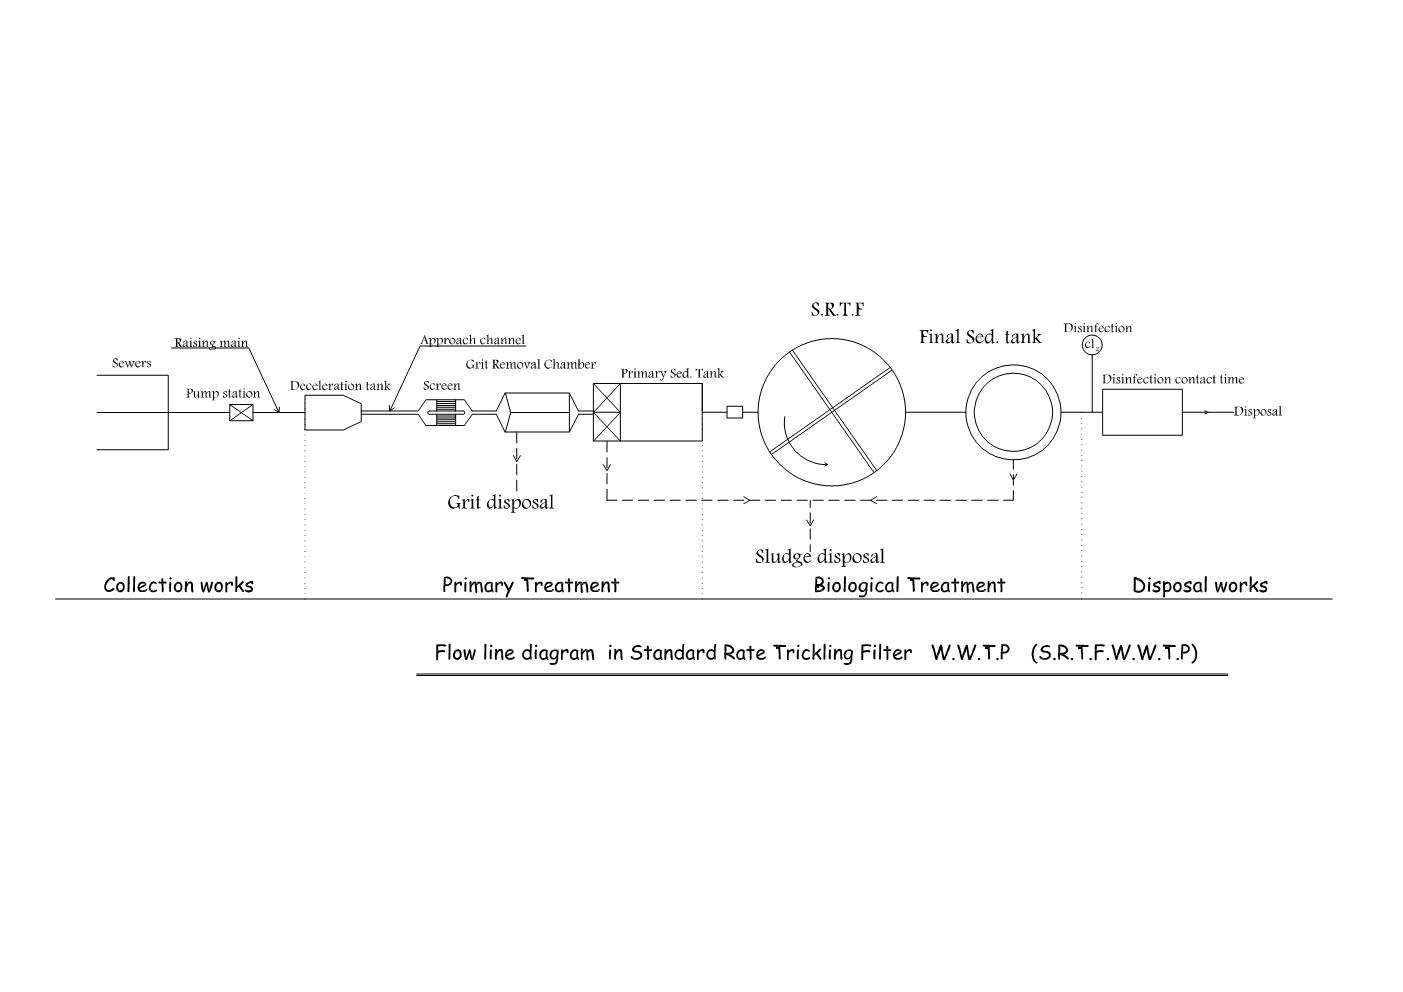 S.R.T.F
Final Sed. tank
Disinfection
cl2
Raising main
Approach channel
Sewers
Grit Removal Chamber
Primary Sed. Tank
Disinfection contact time
Pump station
Deceleration tank
Screen
Disposal
Grit disposal
Sludge disposal
Collection works
Primary Treatment
Biological Treatment
Disposal works
Flow line diagram in Standard Rate Trickling Filter W.W.T.P (S.R.T.F.W.W.T.P)